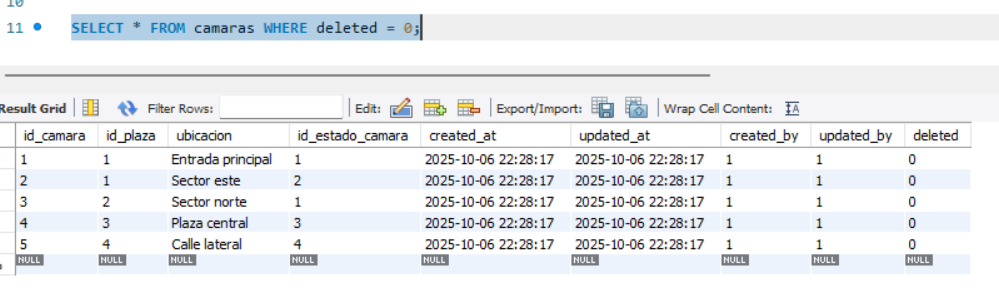 10
11 SELECT * FROM camaras WHERE deleted = 0;
Result Grid Filter Rows: Edit: Export/Import: Wrap Cell Content: IA
id_camara id_plaza ubicacion id_estado_camara created_at updated_at created_by updated_by deleted
1 1 Entrada principal 1 2025-10-06 22:28:17 2025-10-06 22:28:17 1 1 0
2 1 Sector este 2 2025-10-06 22:28:17 2025-10-06 22:28:17 1 1 0
3 2 Sector norte 1 2025-10-06 22:28:17 2025-10-06 22:28:17 1 1 0
4 3 Plaza central 3 2025-10-06 22:28:17 2025-10-06 22:28:17 1 1 0
5 4 Calle lateral 4 2025-10-06 22:28:17 2025-10-06 22:28:17 1 1 0
NULL NULL NULL NULL NULL NULL NULL NULL NULL